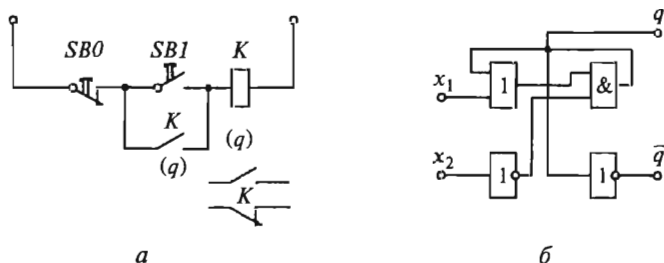 SB0 SB1 K
K
(q) (q)
K
а
q
x₁ 1 &
x₂ 1 1 q̅
б